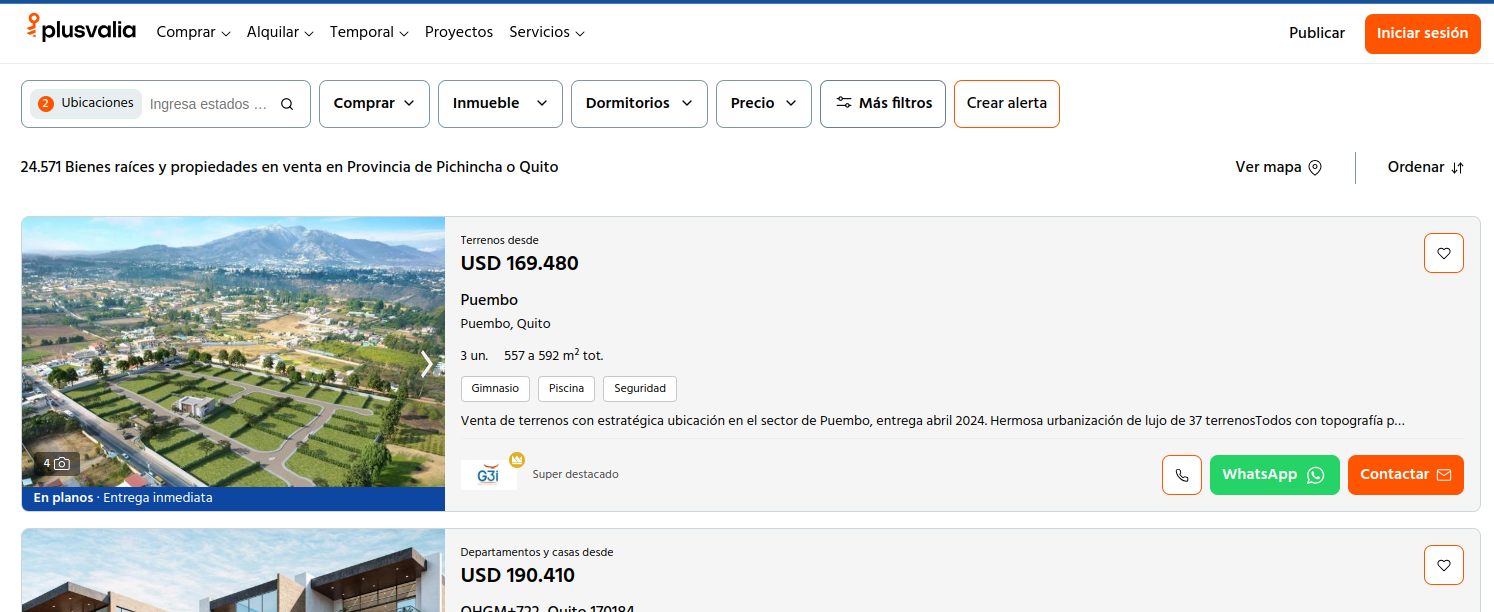 plusvalia Comprar Alquilar Temporal Proyectos Servicios Publicar Iniciar sesión
2 Ubicaciones Ingresa estados ... Comprar Inmueble Dormitorios Precio Más filtros Crear alerta
24.571 Bienes raíces y propiedades en venta en Provincia de Pichincha o Quito Ver mapa Ordenar
Terrenos desde
USD 169.480
Puembo
Puembo, Quito
3 un. 557 a 592 m² tot.
Gimnasio Piscina Seguridad
Venta de terrenos con estratégica ubicación en el sector de Puembo, entrega abril 2024. Hermosa urbanización de lujo de 37 terrenosTodos con topografía p...
4
G3i Super destacado WhatsApp Contactar
En planos · Entrega inmediata
Departamentos y casas desde
USD 190.410
QHGM+722, Quito 170184